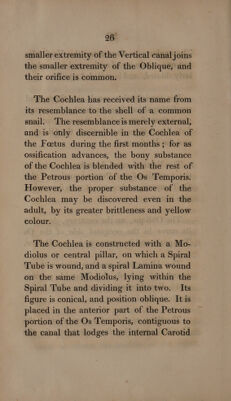 26
smaller extremity of the Vertical canal joins
the smaller extremity of the Oblique, and
their orifice is common.
The Cochlea has received its name from
its resemblance to the shell of a common
snail. The resemblance is merely external,
and is only discernible in the Cochlea of
the Fœtus during the first months; for as
ossification advances, the bony substance
of the Cochlea is blended with the rest of
the Petrous portion of the Os Temporis.
However, the proper substance of the
Cochlea may be discovered even in the
adult, by its greater brittleness and yellow
colour.
The Cochlea is constructed with a Mo-
diolus or central pillar, on which a Spiral
Tube is wound, and a spiral Lamina wound
on the same Modiolus, lying within the
Spiral Tube and dividing it into two. Its
figure is conical, and position oblique. It is
placed in the anterior part of the Petrous
portion of the Os Temporis, contiguous to
the canal that lodges the internal Carotid